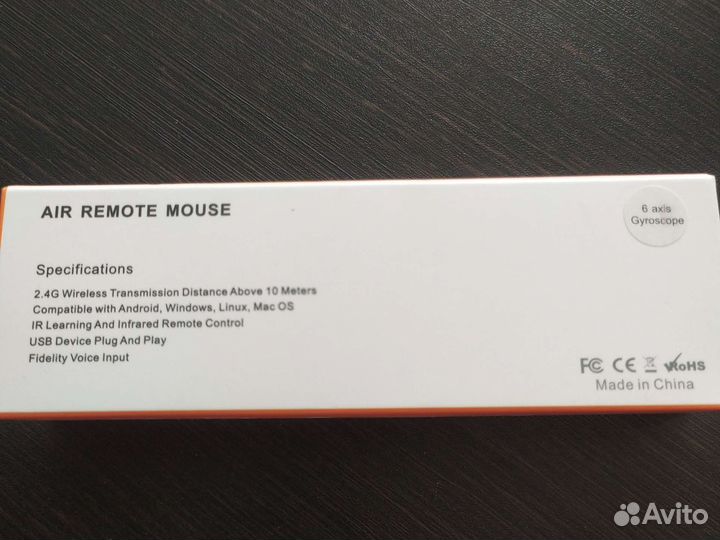 AIR REMOTE MOUSE
6 axis
Gyroscope
Specifications
2.4G Wireless Transmission Distance Above 10 Meters
Compatible with Android, Windows, Linux, Mac OS
IR Learning And Infrared Remote Control
USB Device Plug And Play
Fidelity Voice Input
FC CE RoHS
Made in China
Avito